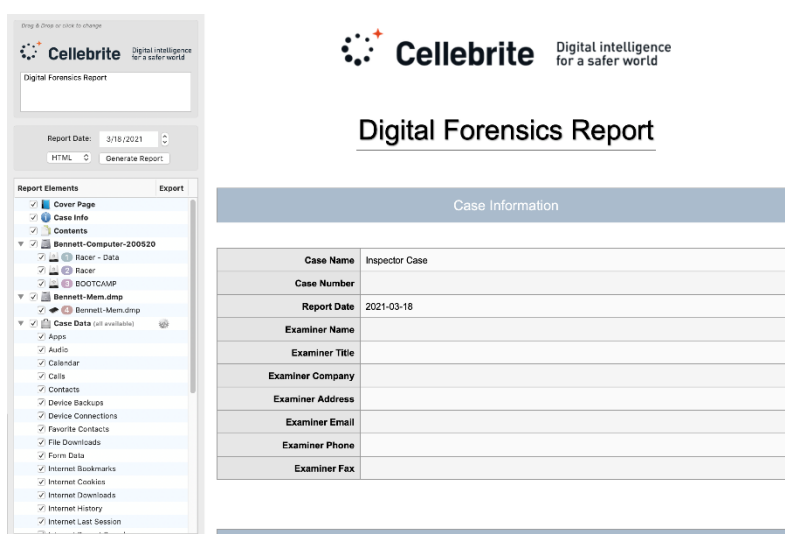 Drag & Drop or click to change
Cellebrite
Digital intelligence
for a safer world
Digital Forensics Report
Report Date:
3/18/2021
HTML
Generate Report
Report Elements
Export
Cover Page
Case Info
Contents
Bennett-Computer-200520
1 Racer - Data
2 Racer
3 BOOTCAMP
Bennett-Mem.dmp
4 Bennett-Mem.dmp
Case Data (all available)
Apps
Audio
Calendar
Calls
Contacts
Device Backups
Device Connections
Favorite Contacts
File Downloads
Form Data
Internet Bookmarks
Internet Cookies
Internet Downloads
Internet History
Internet Last Session
Cellebrite
Digital intelligence
for a safer world
Digital Forensics Report
Case Information
Case Name Inspector Case
Case Number
Report Date 2021-03-18
Examiner Name
Examiner Title
Examiner Company
Examiner Address
Examiner Email
Examiner Phone
Examiner Fax